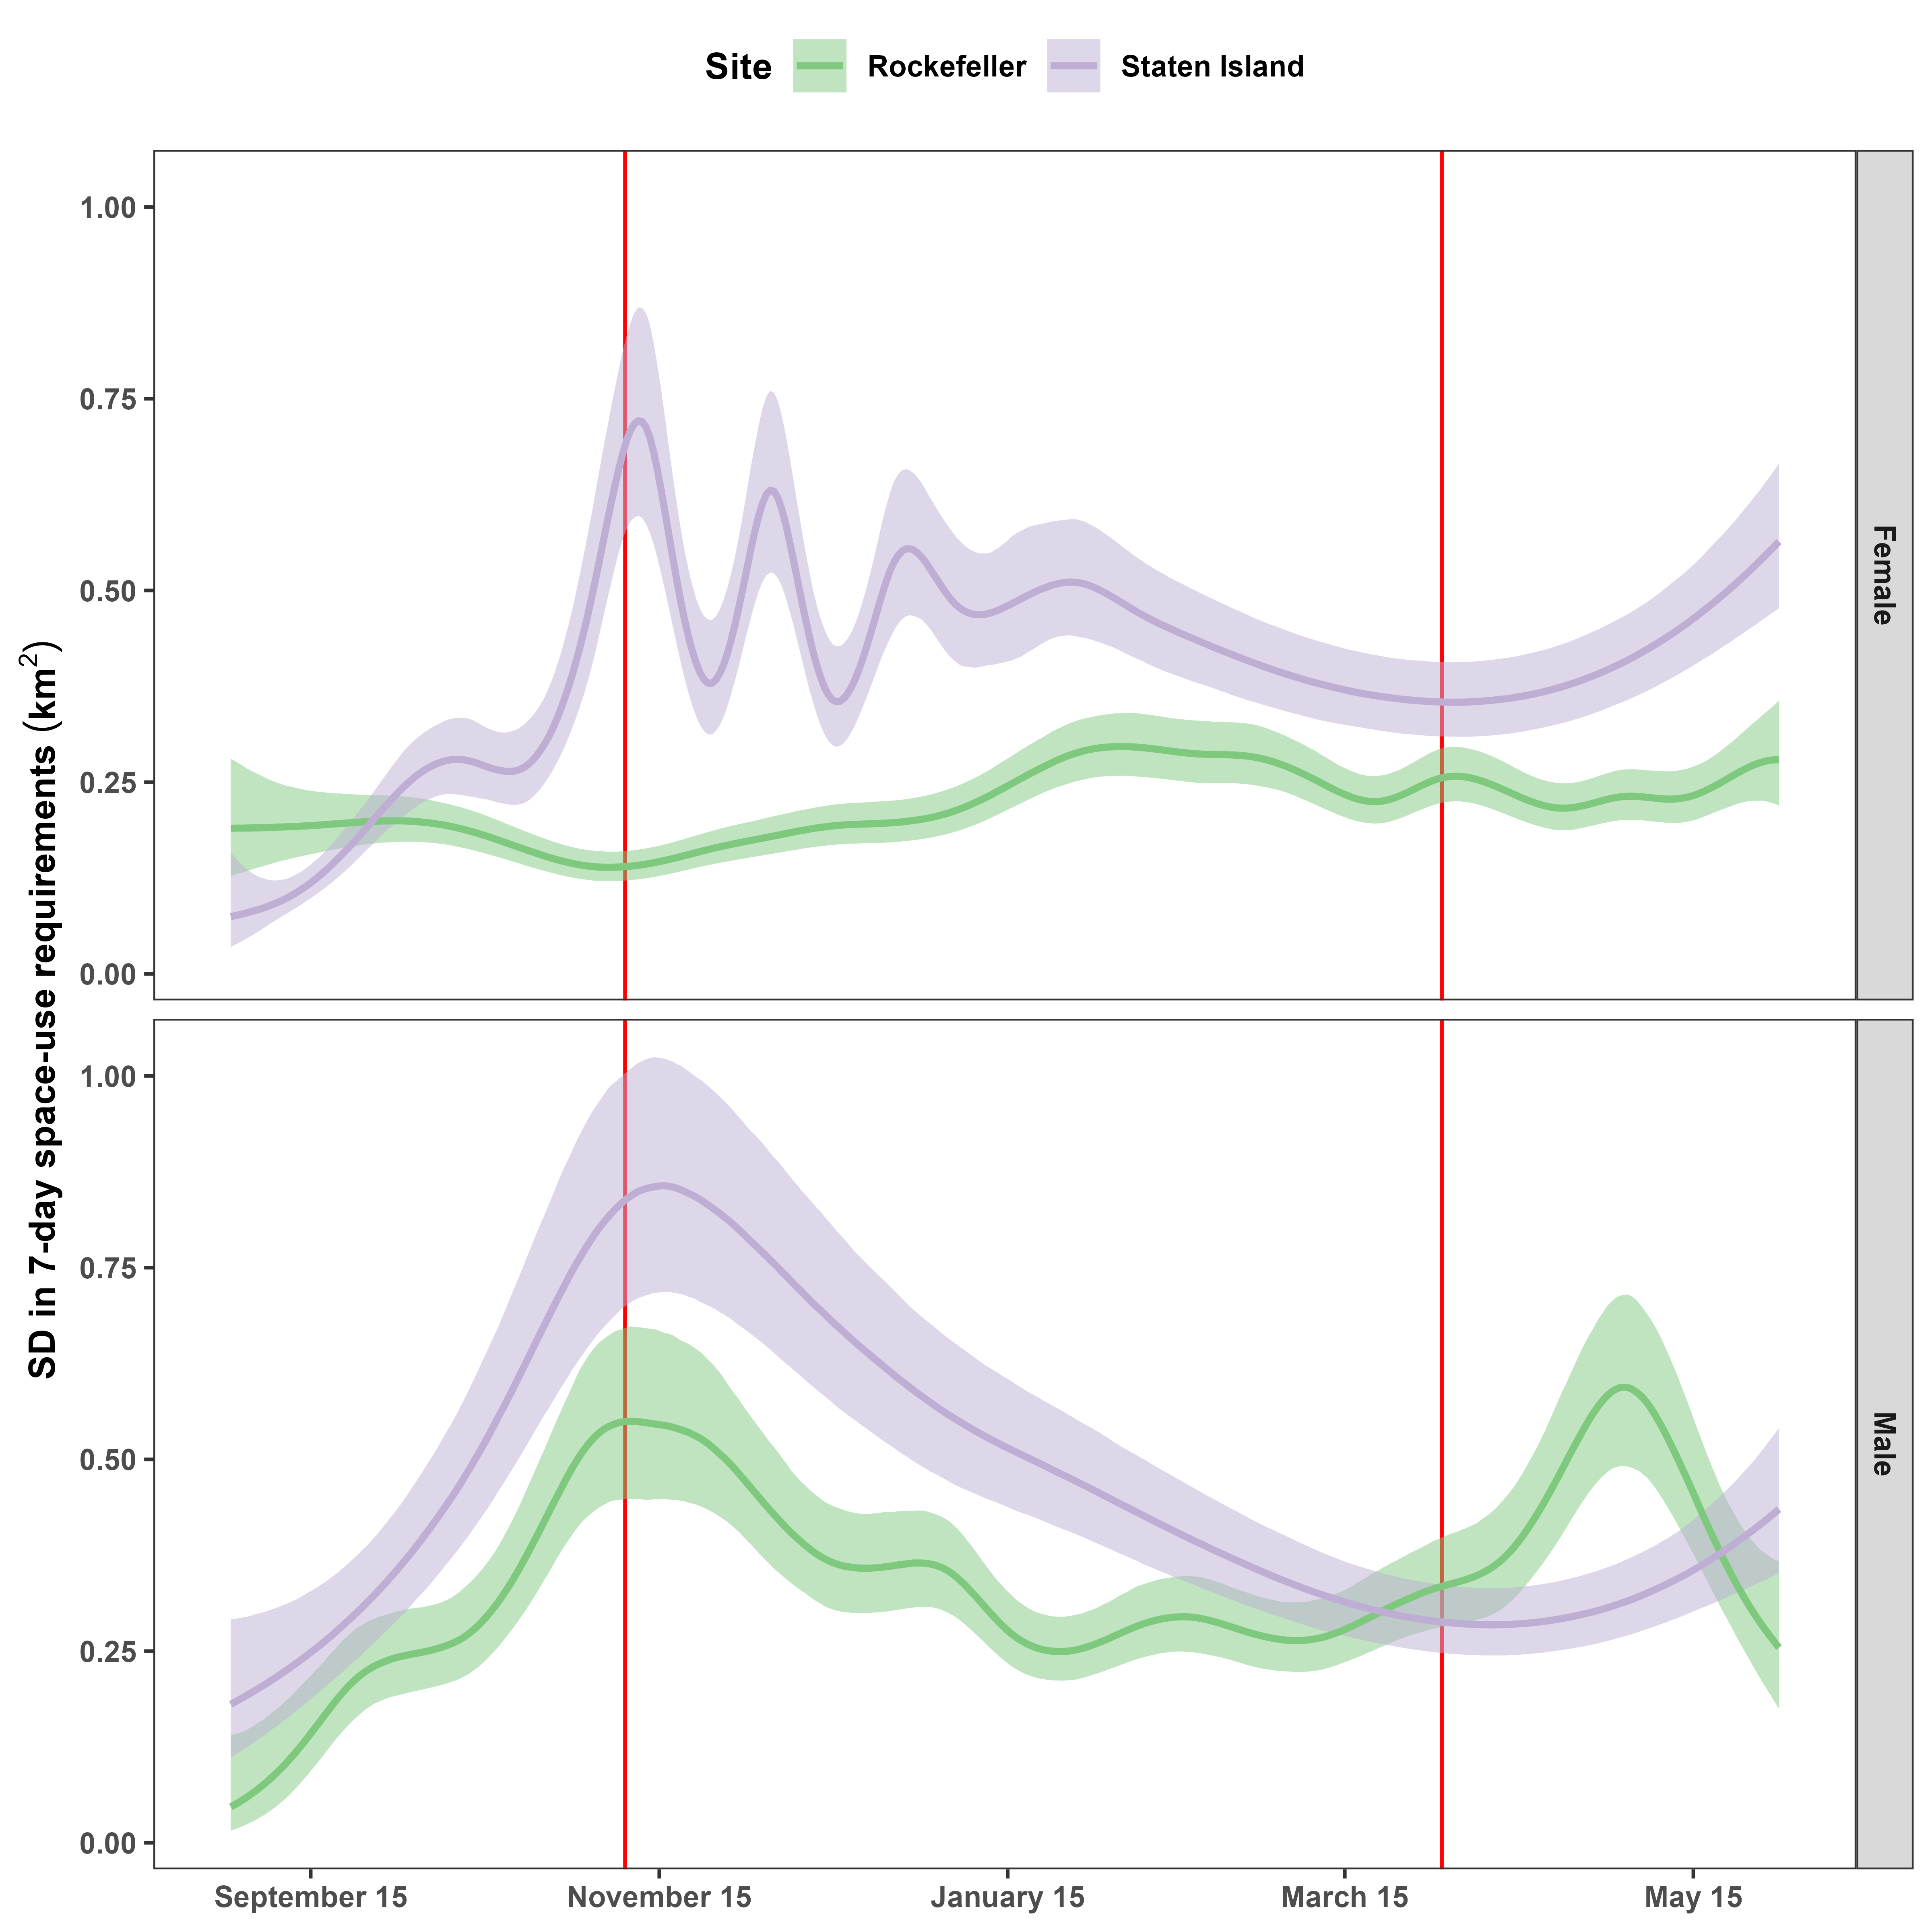 Site Rockefeller Staten Island
SD in 7-day space-use requirements (km²)
1.00
0.75
0.50
0.25
0.00
Female
1.00
0.75
0.50
0.25
0.00
Male
September 15 November 15 January 15 March 15 May 15